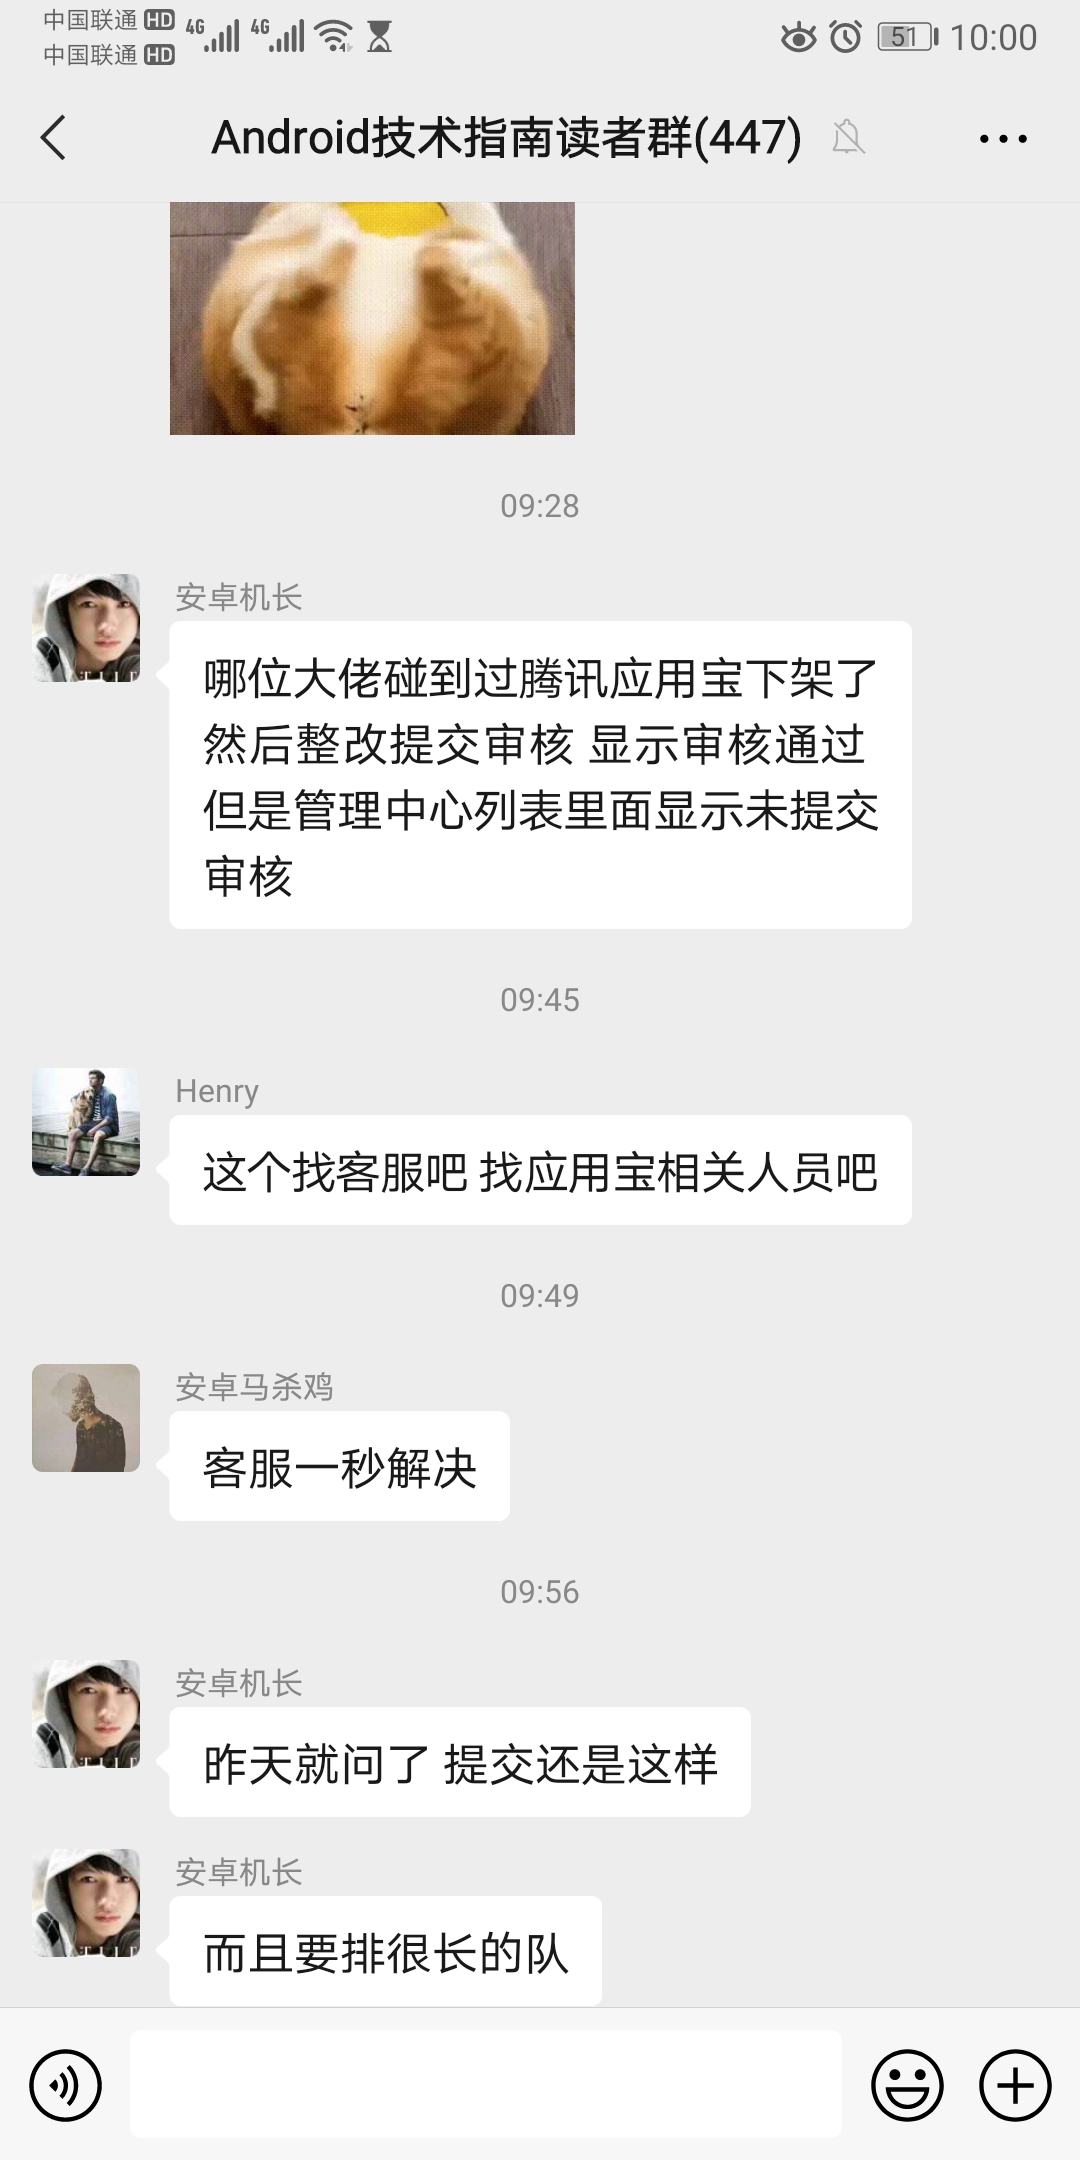 中国联通 HD
中国联通 HD
4G
4G
51
10:00
Android技术指南读者群(447)
09:28
安卓机长
哪位大佬碰到过腾讯应用宝下架了
然后整改提交审核 显示审核通过
但是管理中心列表里面显示未提交
审核
09:45
Henry
这个找客服吧 找应用宝相关人员吧
09:49
安卓马杀鸡
客服一秒解决
09:56
安卓机长
昨天就问了 提交还是这样
安卓机长
而且要排很长的队